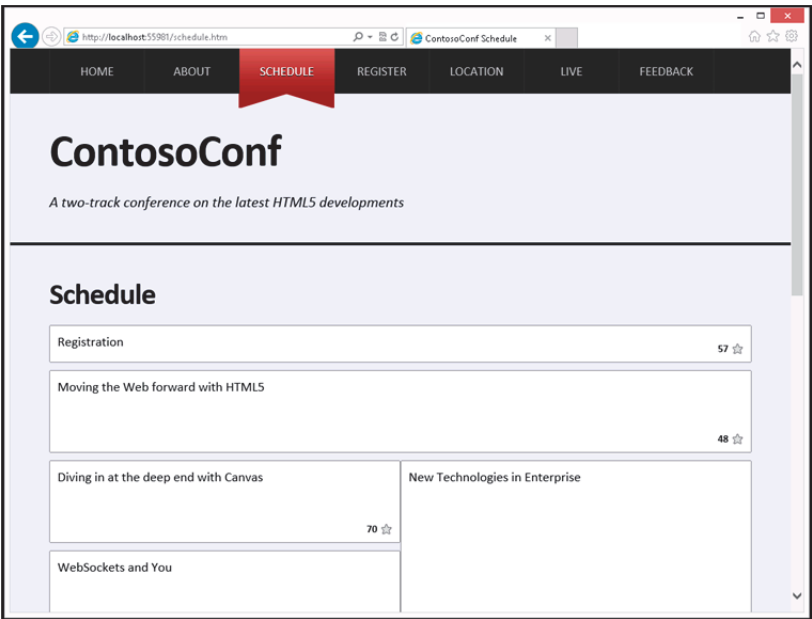 http://localhost:55981/schedule.htm
ContosoConf Schedule
HOME ABOUT SCHEDULE REGISTER LOCATION LIVE FEEDBACK
ContosoConf
A two-track conference on the latest HTML5 developments
Schedule
Registration
57
Moving the Web forward with HTML5
48
Diving in at the deep end with Canvas
70
New Technologies in Enterprise
WebSockets and You